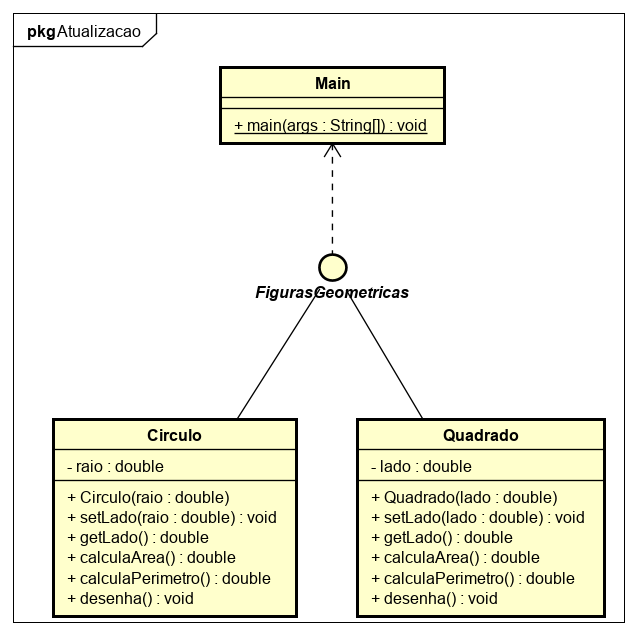 pkg Atualizacao
Main
+ main(args : String[]) : void
FigurasGeometricas
Circulo
- raio : double
+ Circulo(raio : double)
+ setLado(raio : double) : void
+ getLado() : double
+ calculaArea() : double
+ calculaPerimetro() : double
+ desenha() : void
Quadrado
- lado : double
+ Quadrado(lado : double)
+ setLado(lado : double) : void
+ getLado() : double
+ calculaArea() : double
+ calculaPerimetro() : double
+ desenha() : void